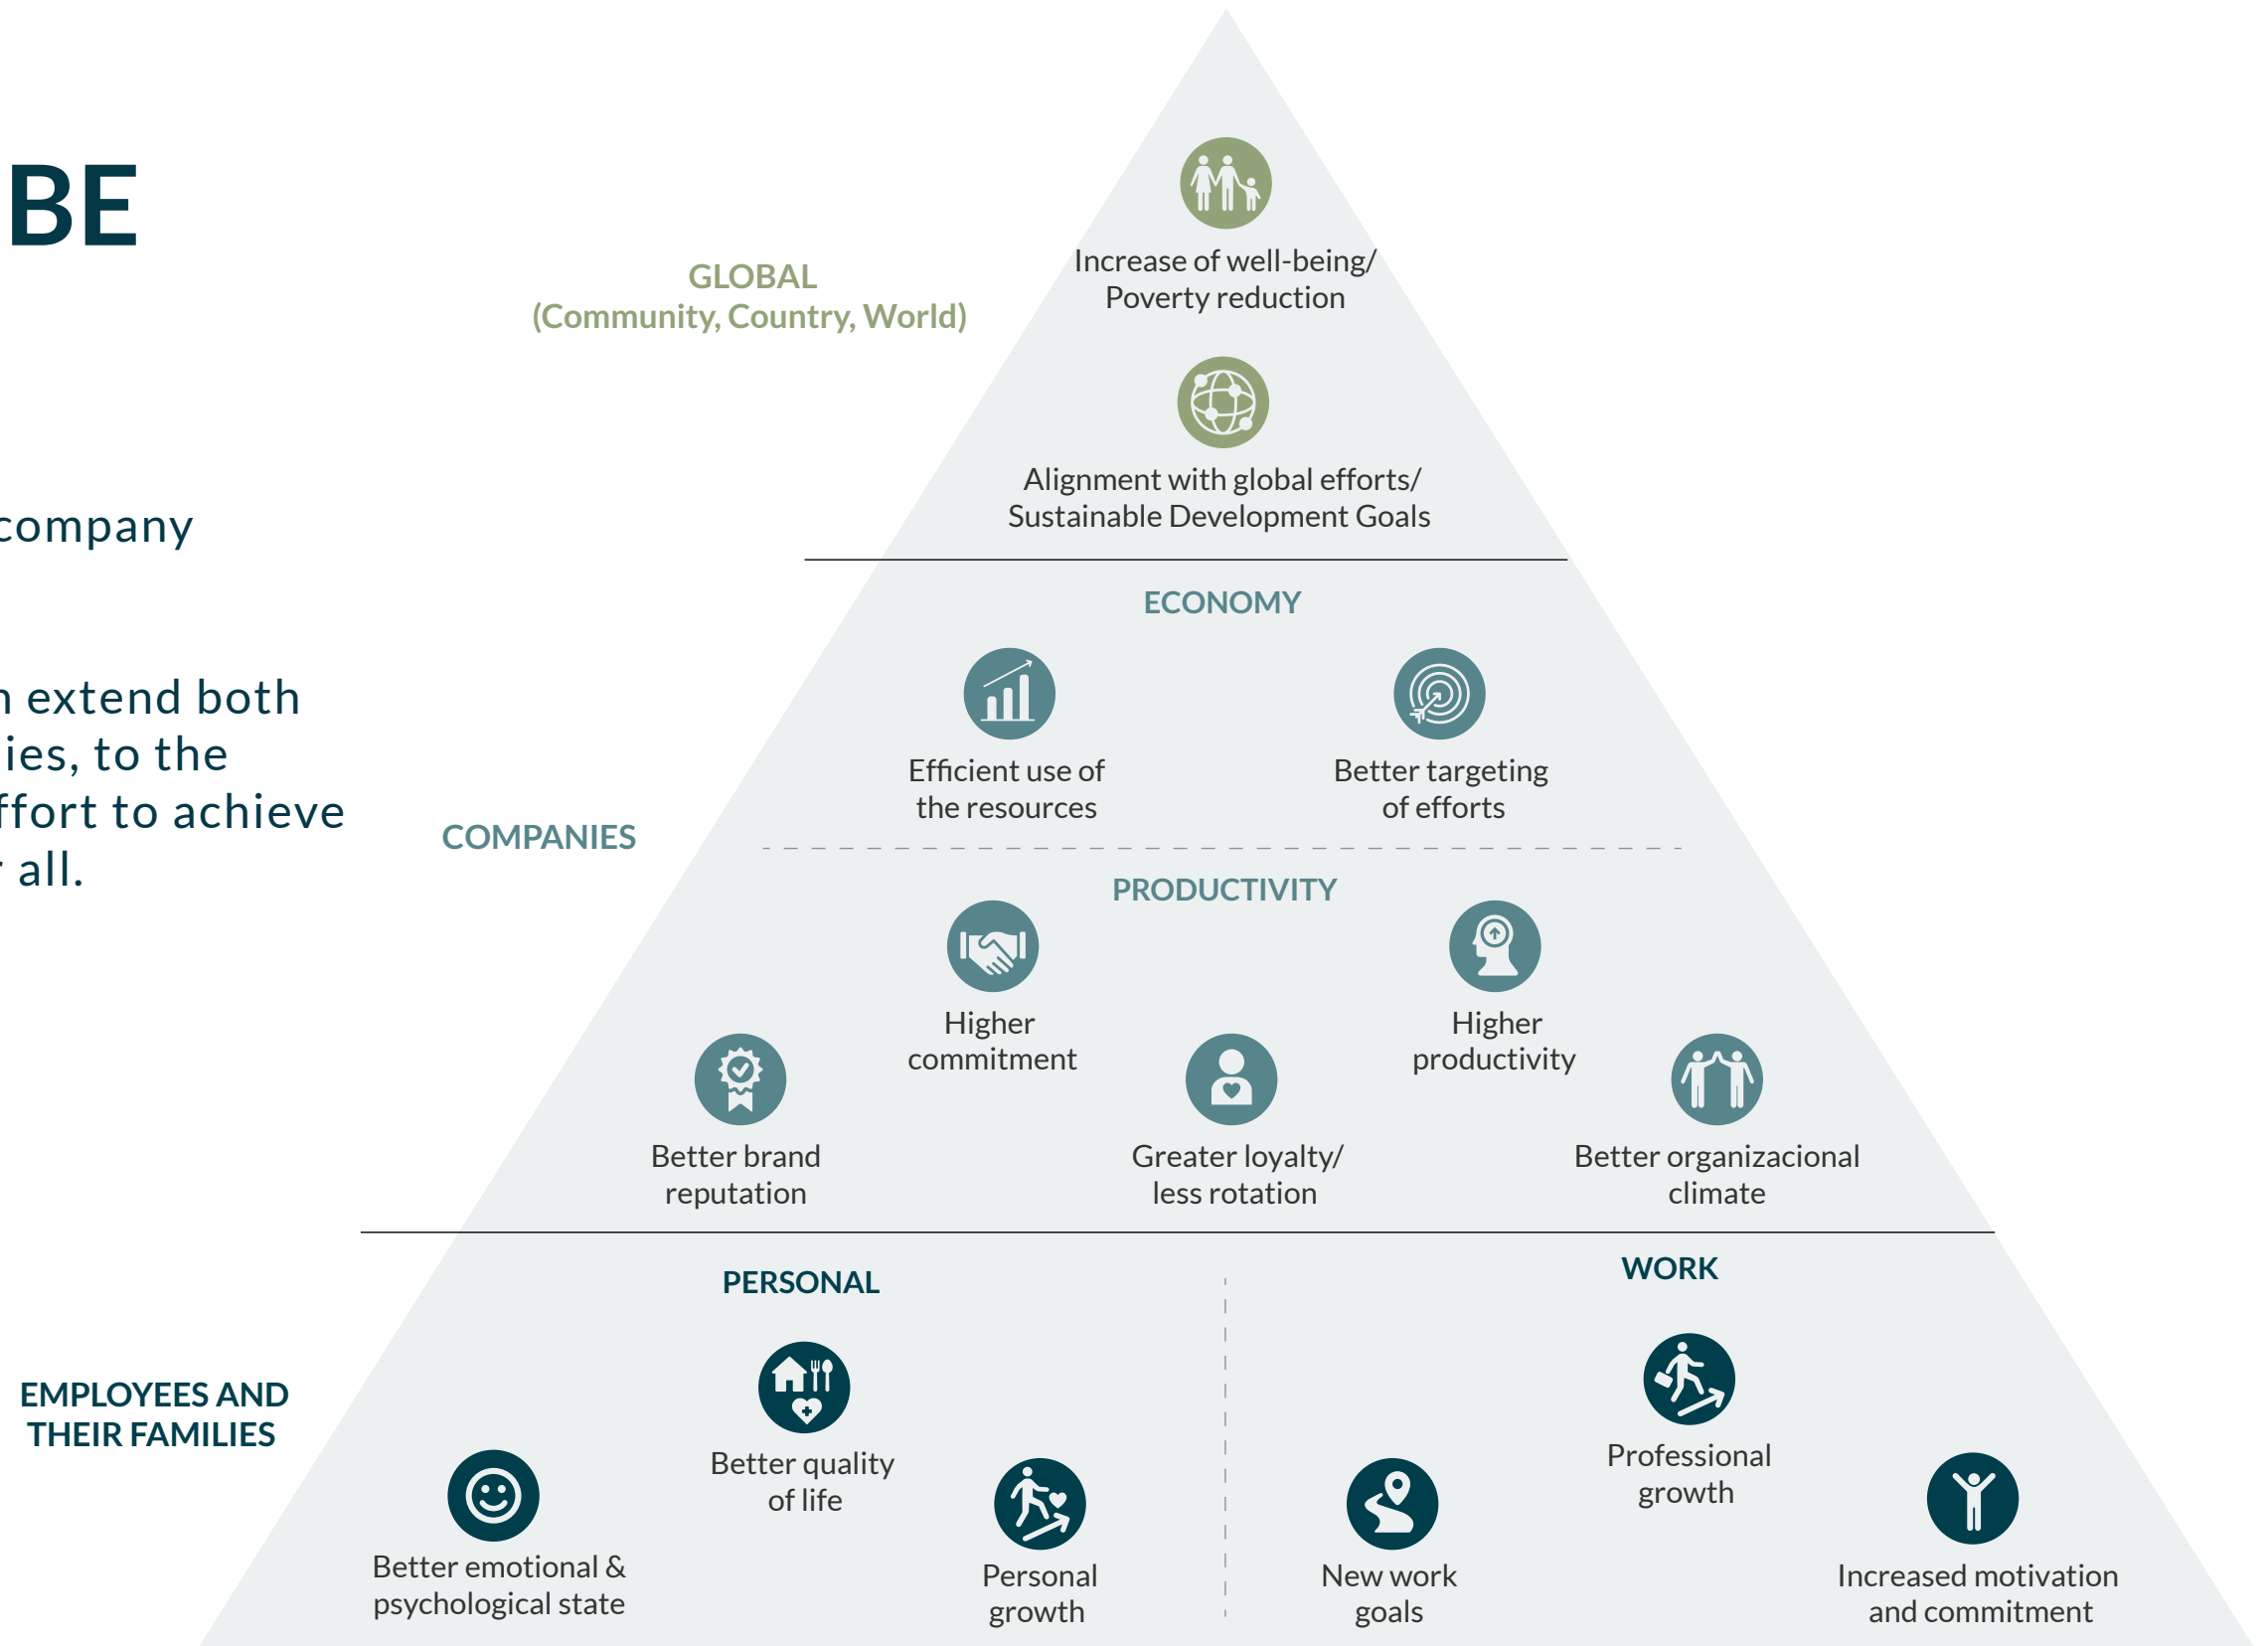 BE
company
extend both
ies, to the
ffort to achieve
all.
GLOBAL
(Community, Country, World)
Increase of well-being/
Poverty reduction
Alignment with global efforts/
Sustainable Development Goals
ECONOMY
Efficient use of
the resources
Better targeting
of efforts
COMPANIES
PRODUCTIVITY
Higher
commitment
Higher
productivity
Better brand
reputation
Greater loyalty/
less rotation
Better organizacional
climate
PERSONAL
WORK
EMPLOYEES AND
THEIR FAMILIES
Better quality
of life
Professional
growth
Better emotional &
psychological state
Personal
growth
New work
goals
Increased motivation
and commitment